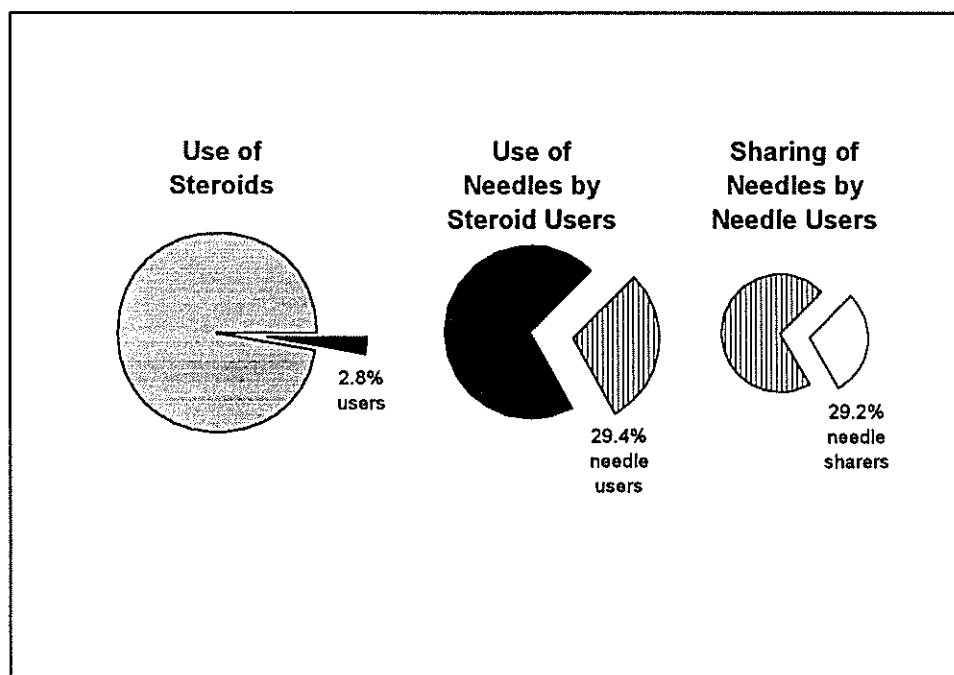 Use of
Steroids
Use of
Needles by
Steroid Users
Sharing of
Needles by
Needle Users
2.8%
users
29.4%
needle
users
29.2%
needle
sharers